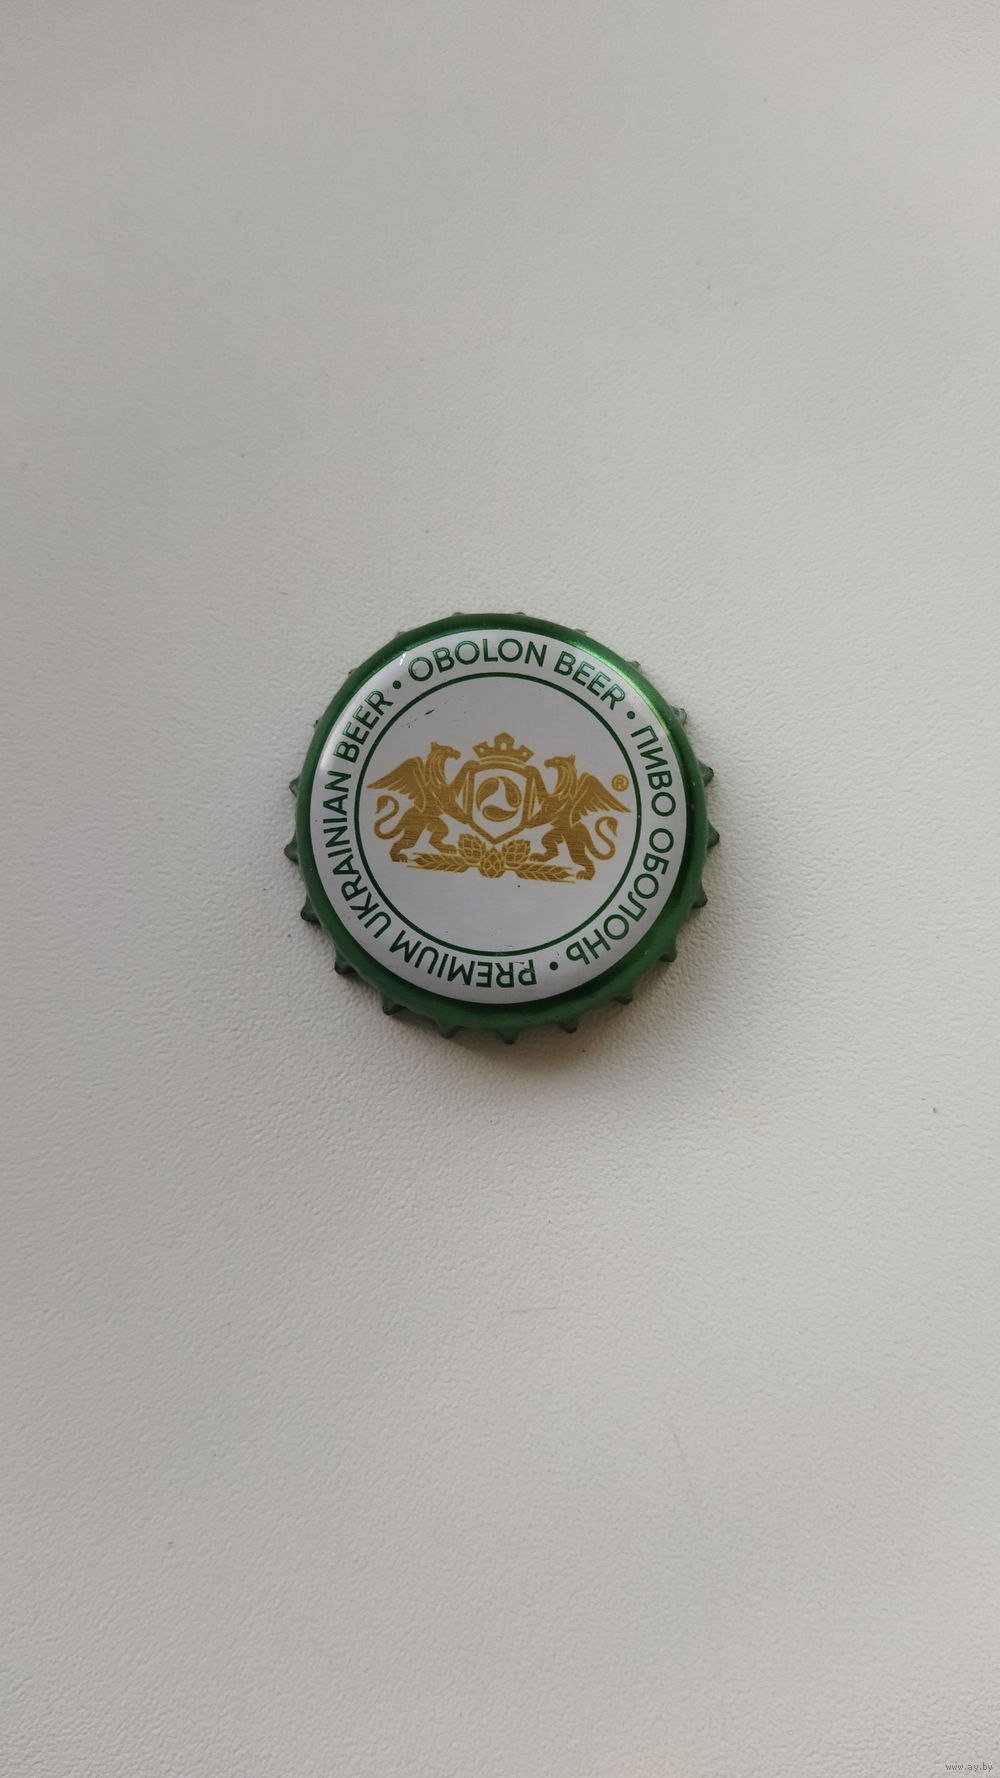 OBOLON BEER • ПИВО ОБОЛОНЬ • PREMIUM UKRAINIAN BEER •
®
www.ay.by